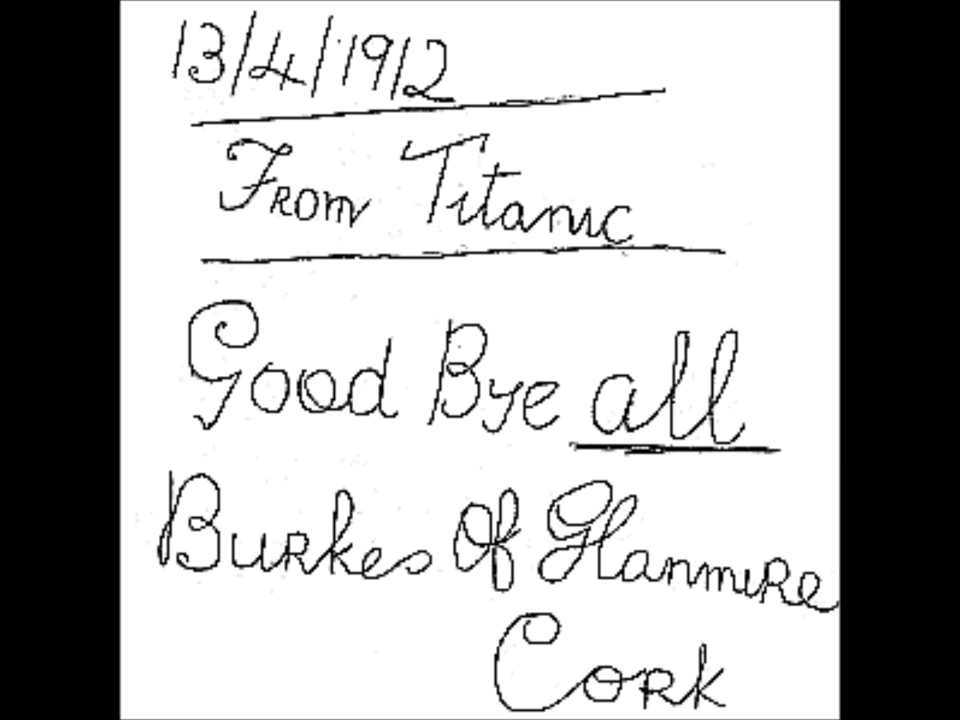 13/4/1912
From Titanic
Good Bye all
Burkes of Glanmire
Cork